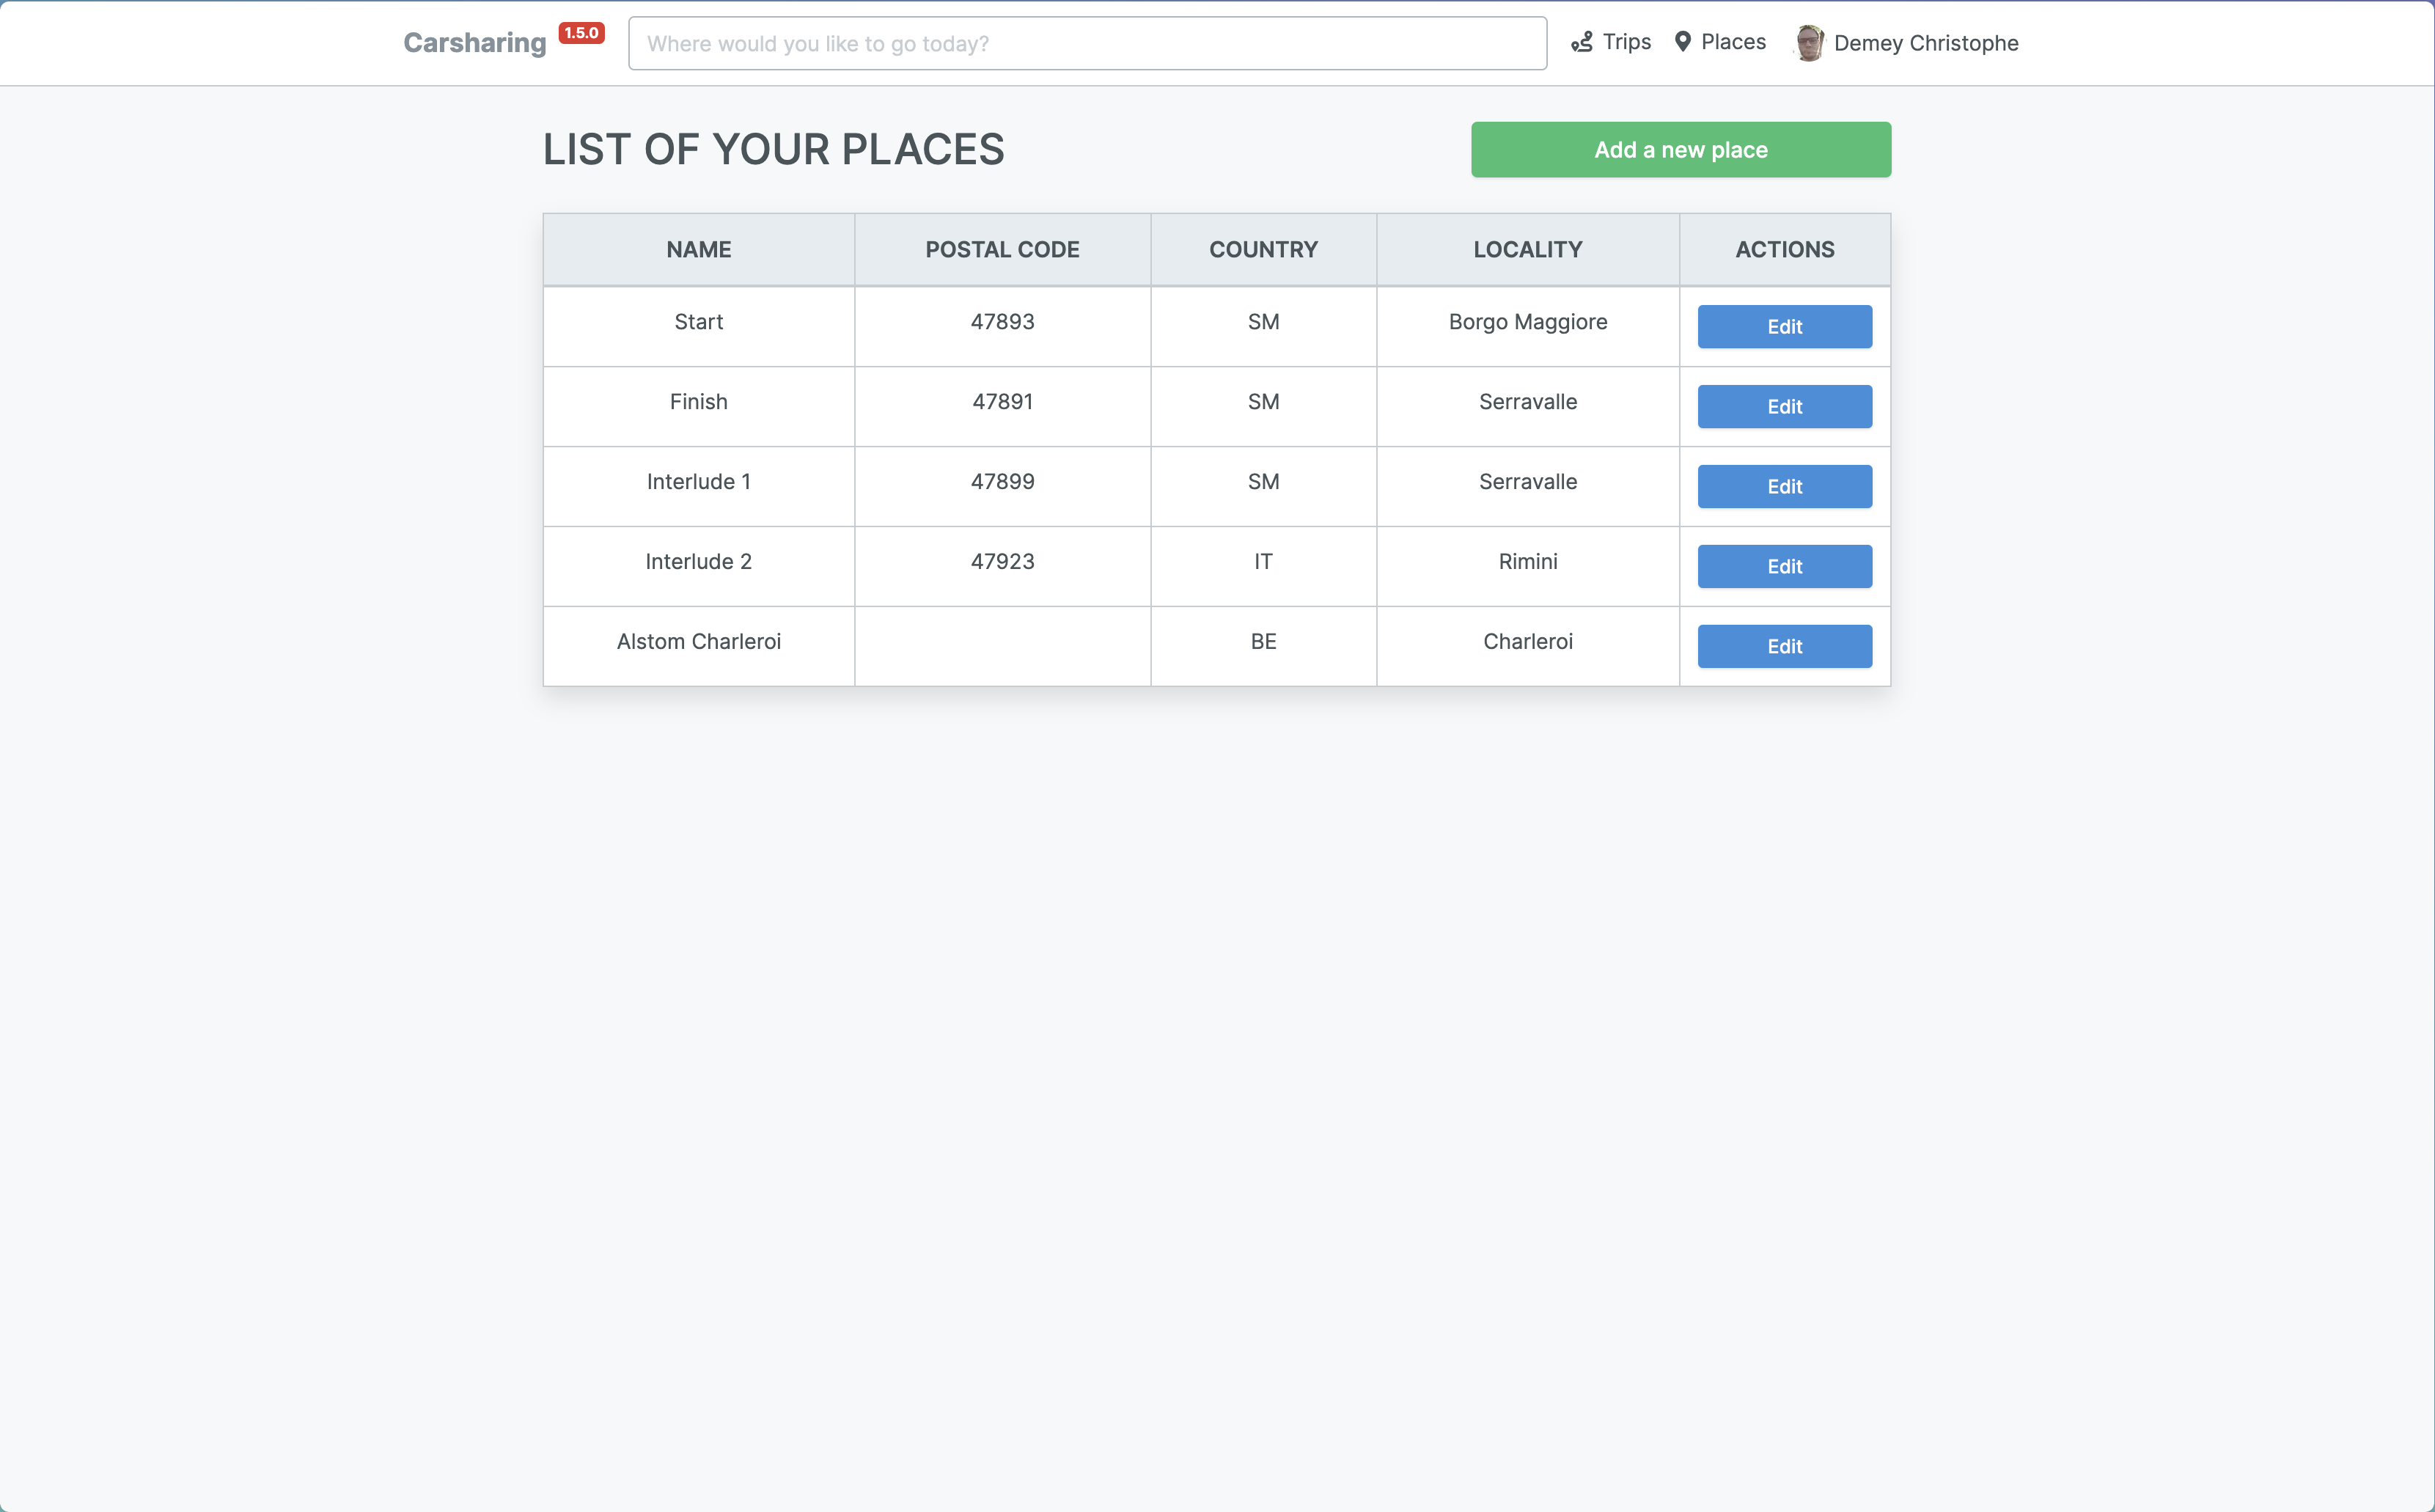 Carsharing 1.5.0 Where would you like to go today? Trips Places Demey Christophe
LIST OF YOUR PLACES Add a new place
NAME POSTAL CODE COUNTRY LOCALITY ACTIONS
Start 47893 SM Borgo Maggiore Edit
Finish 47891 SM Serravalle Edit
Interlude 1 47899 SM Serravalle Edit
Interlude 2 47923 IT Rimini Edit
Alstom Charleroi BE Charleroi Edit